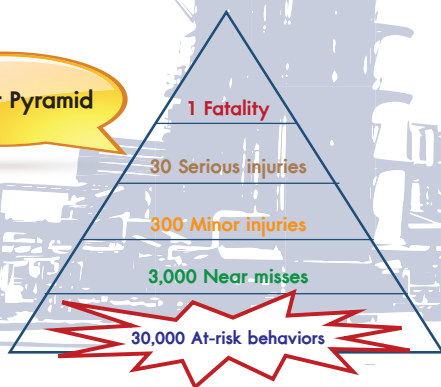 Pyramid
1 Fatality
30 Serious injuries
300 Minor injuries
3,000 Near misses
30,000 At-risk behaviors